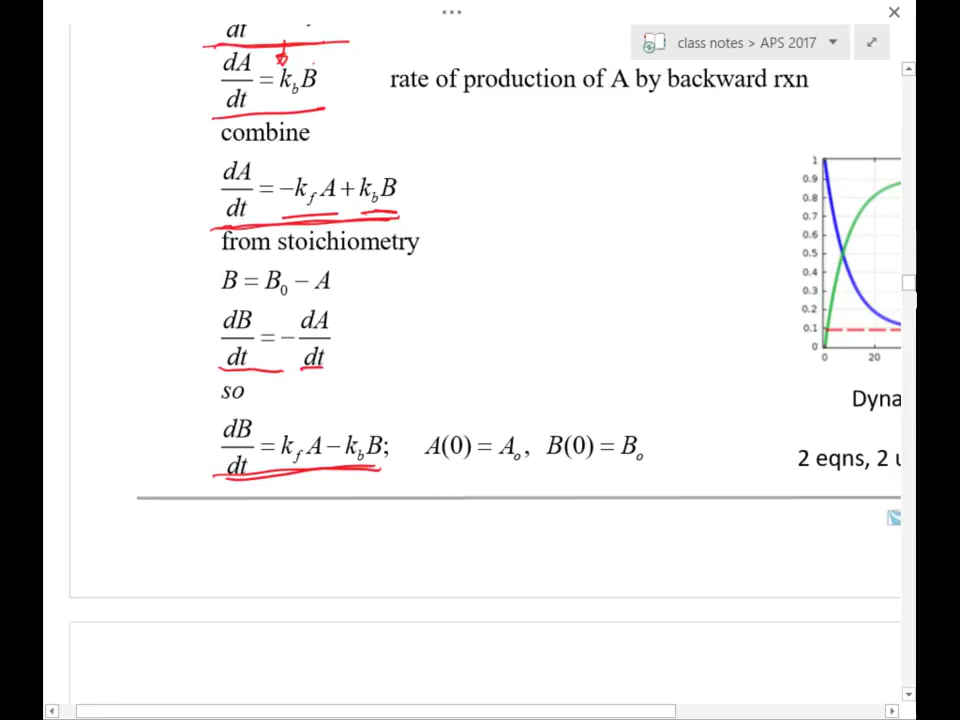 dt
class notes > APS 2017
dA/dt = k_b B rate of production of A by backward rxn
combine
dA/dt = −k_f A + k_b B
from stoichiometry
B = B_0 − A
dB/dt = − dA/dt
so
dB/dt = k_f A − k_b B; A(0) = A_o, B(0) = B_o
1
0.9
0.8
0.7
0.6
0.5
0.4
0.3
0.2
0.1
0
0 20
Dyna
2 eqns, 2